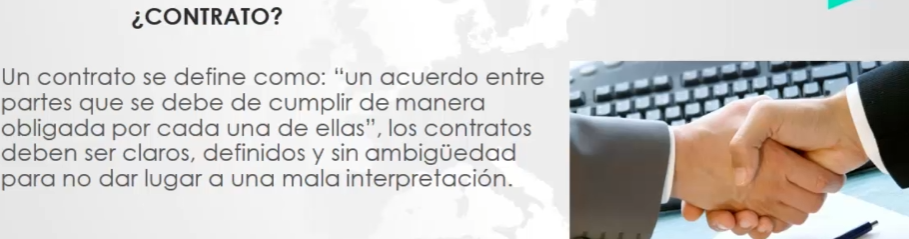 ¿CONTRATO?
Un contrato se define como: “un acuerdo entre
partes que se debe de cumplir de manera
obligada por cada una de ellas”, los contratos
deben ser claros, definidos y sin ambigüedad
para no dar lugar a una mala interpretación.